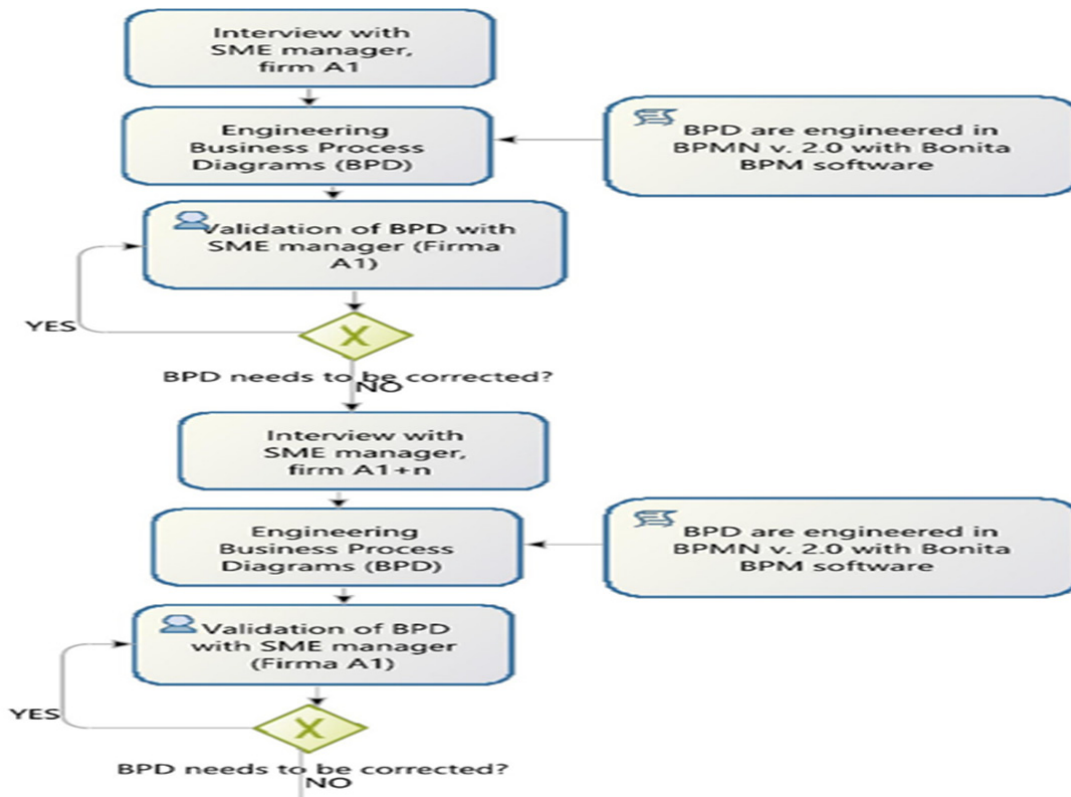 Interview with
SME manager,
firm A1
Engineering
Business Process
Diagrams (BPD)
BPD are engineered in
BPMN v. 2.0 with Bonita
BPM software
Validation of BPD with
SME manager (Firma
A1)
YES
X
BPD needs to be corrected?
NO
Interview with
SME manager,
firm A1+n
Engineering
Business Process
Diagrams (BPD)
BPD are engineered in
BPMN v. 2.0 with Bonita
BPM software
Validation of BPD
with SME manager
(Firma A1)
YES
X
BPD needs to be corrected?
NO